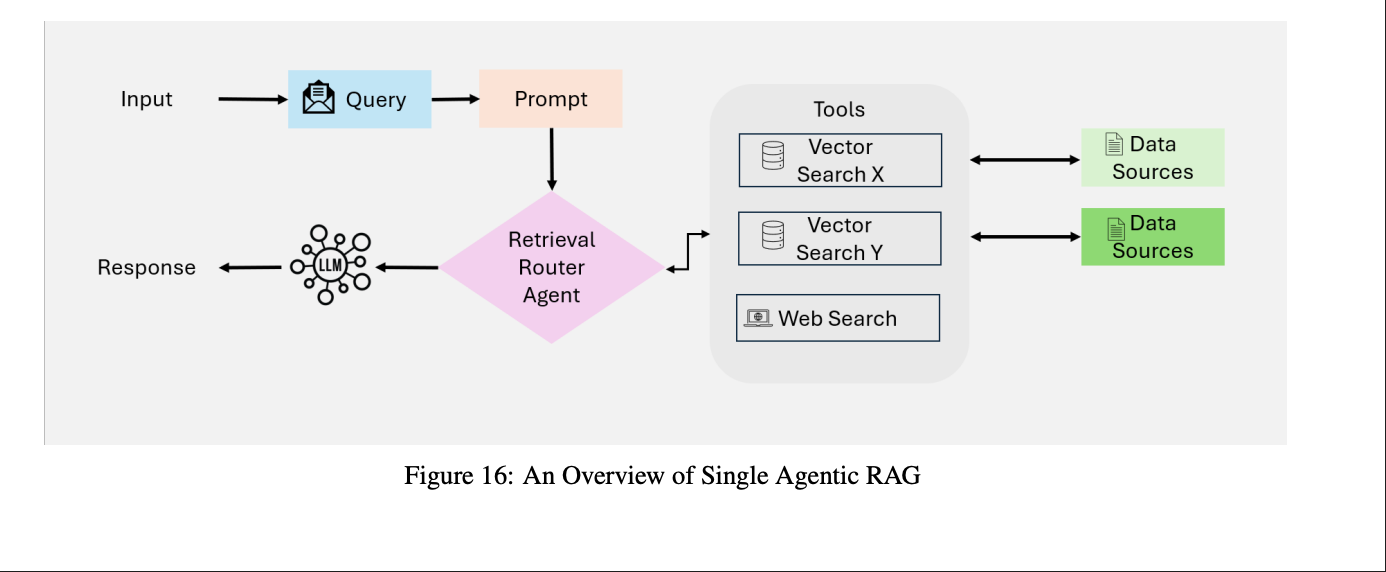 Input
Query
Prompt
Tools
Vector
Search X
Data
Sources
Retrieval
Router
Agent
Vector
Search Y
Data
Sources
Response
LLM
Web Search
Figure 16: An Overview of Single Agentic RAG